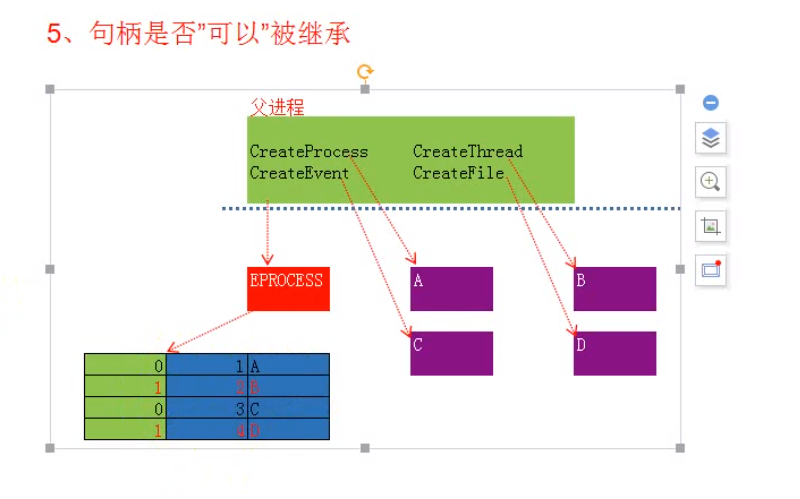 5、句柄是否”可以”被继承
父进程
CreateProcess CreateThread
CreateEvent CreateFile
EPROCESS
A
B
C
D
0 1 A
1 2 B
0 3 C
1 4 D